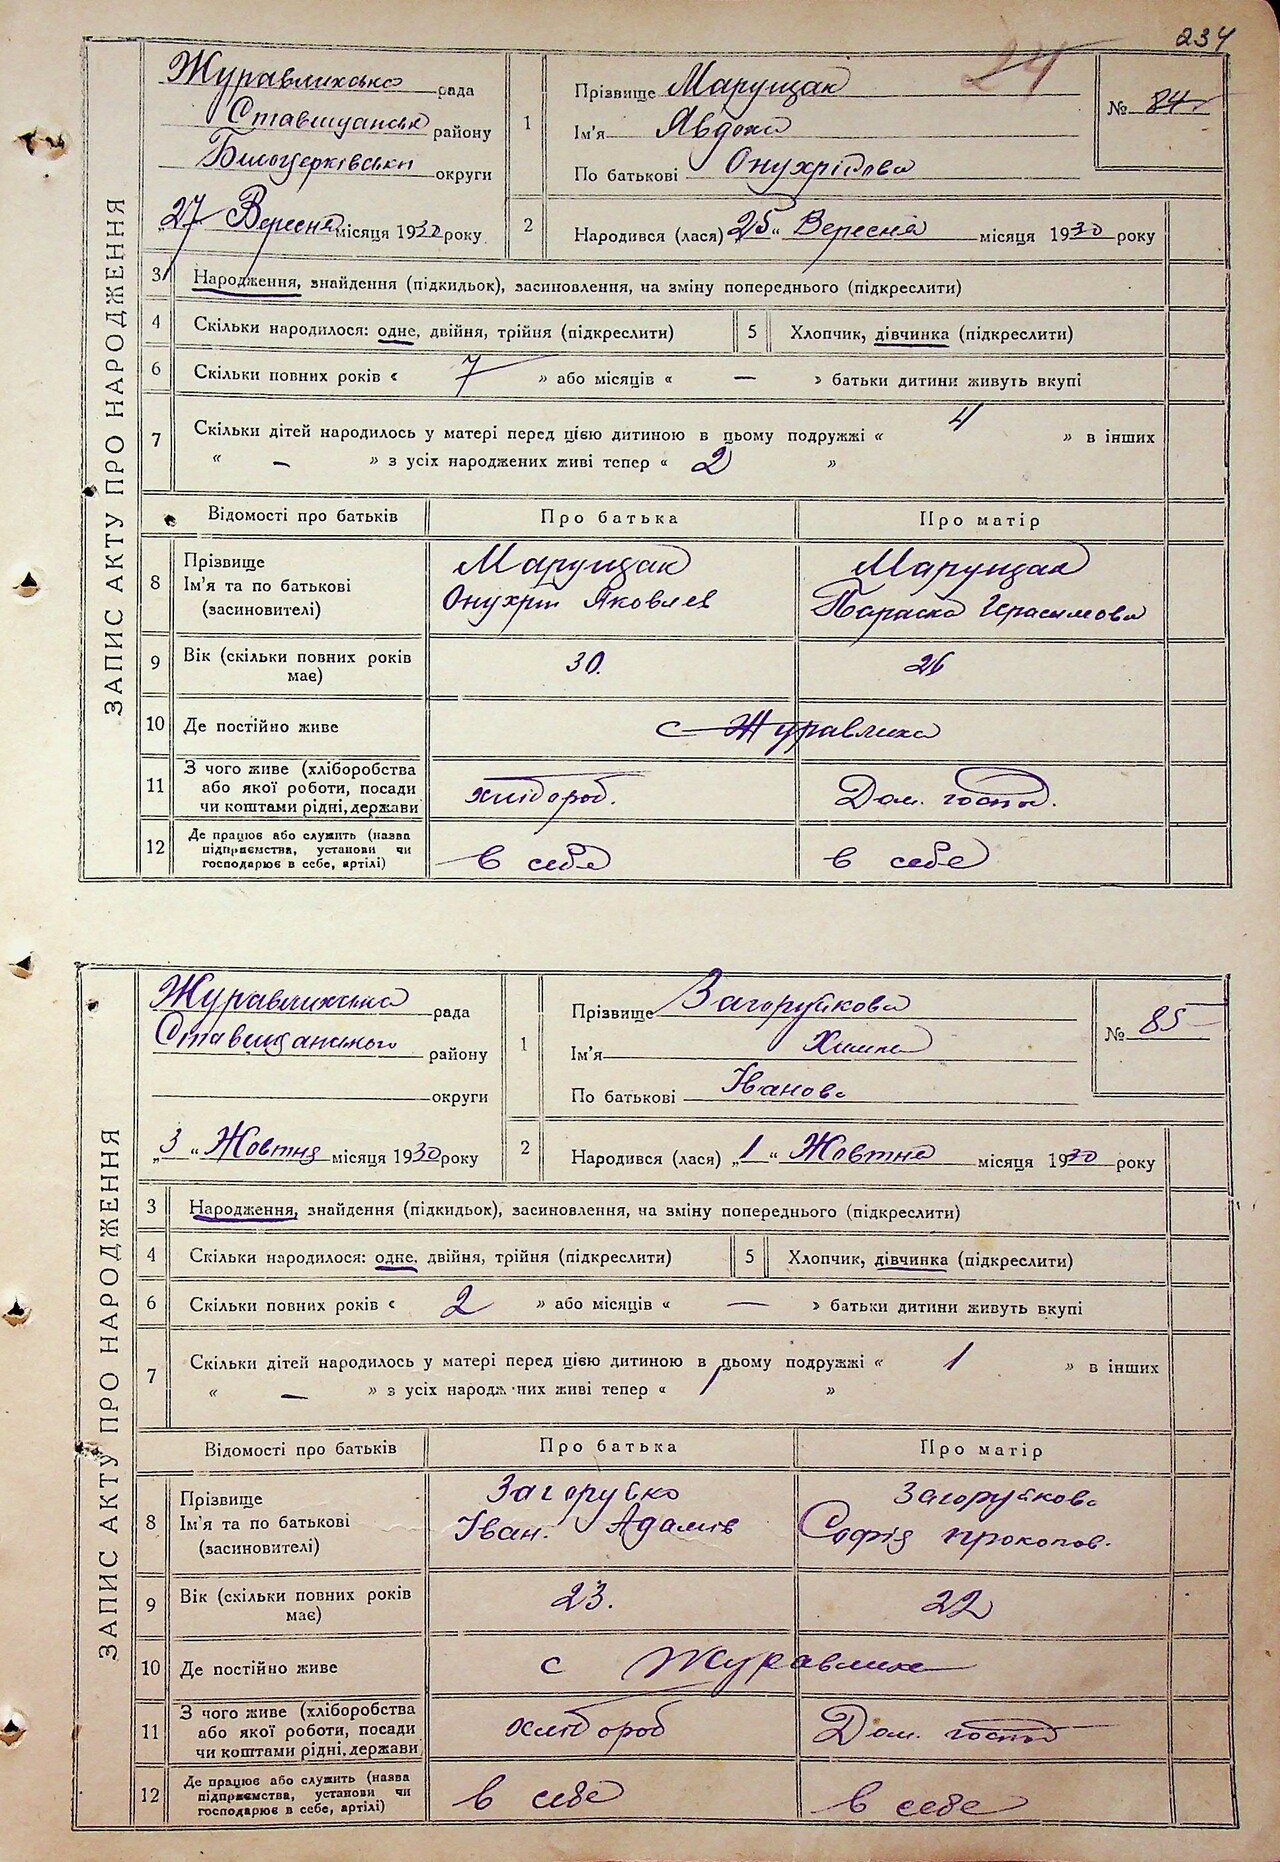 234
24
ЗАПИС АКТУ ПРО НАРОДЖЕННЯ
Журавлихська рада
Ставищанськ району
Білоцерківськи округи
„27 Вересня місяця 1930 року
1
Прізвище Марущак
Ім'я Явдоха
По батькові Онухрієва
№ 84
2
Народився (лася) „25“ Вересня місяця 1930 року
3 Народження, знайдення (підкидьок), засиновлення, на зміну попереднього (підкреслити)
4 Скільки народилося: одне, двійня, трійня (підкреслити) 5 Хлопчик, дівчинка (підкреслити)
6 Скільки повних років « 7 » або місяців « — » батьки дитини живуть вкупі
7 Скільки дітей народилось у матері перед цією дитиною в цьому подружжі « 4 » в інших
« — » з усіх народжених живі тепер « 2 »
Відомості про батьків Про батька Про матір
8 Прізвище Марущак Марущак
Ім'я та по батькові Онухрій Яковлев Параска Герасимова
(засиновителі)
9 Вік (скільки повних років має) 30. 26
10 Де постійно живе с Журавлиха
11 З чого живе (хліборобства або якої роботи, посади чи коштами рідні, держави хлібороб. Дом. господ.
12 Де працює або служить (назва підприємства, установи чи господарює в себе, артілі) в себе в себе
ЗАПИС АКТУ ПРО НАРОДЖЕННЯ
Журавлихська рада
Ставищанського району
округи
„3“ Жовтня місяця 1930 року
1
Прізвище Загоруйкова
Ім'я
По батькові Іванова
№ 85
2
Народився (лася) „1“ Жовтня місяця 1930 року
3 Народження, знайдення (підкидьок), засиновлення, на зміну попереднього (підкреслити)
4 Скільки народилося: одне, двійня, трійня (підкреслити) 5 Хлопчик, дівчинка (підкреслити)
6 Скільки повних років « 2 » або місяців « — » батьки дитини живуть вкупі
7 Скільки дітей народилось у матері перед цією дитиною в цьому подружжі « 1 » в інших
« — » з усіх народж них живі тепер « 1 »
Відомості про батьків Про батька Про матір
8 Прізвище Загоруйко Загоруйкова
Ім'я та по батькові Іван. Адамів Софія Прокопов.
(засиновителі)
9 Вік (скільки повних років має) 23. 22
10 Де постійно живе с Журавлиха
11 З чого живе (хліборобства або якої роботи, посади чи коштами рідні, держави хлібороб Дом. господ
12 Де працює або служить (назва підприємства, установи чи господарює в себе, артілі) в себе в себе